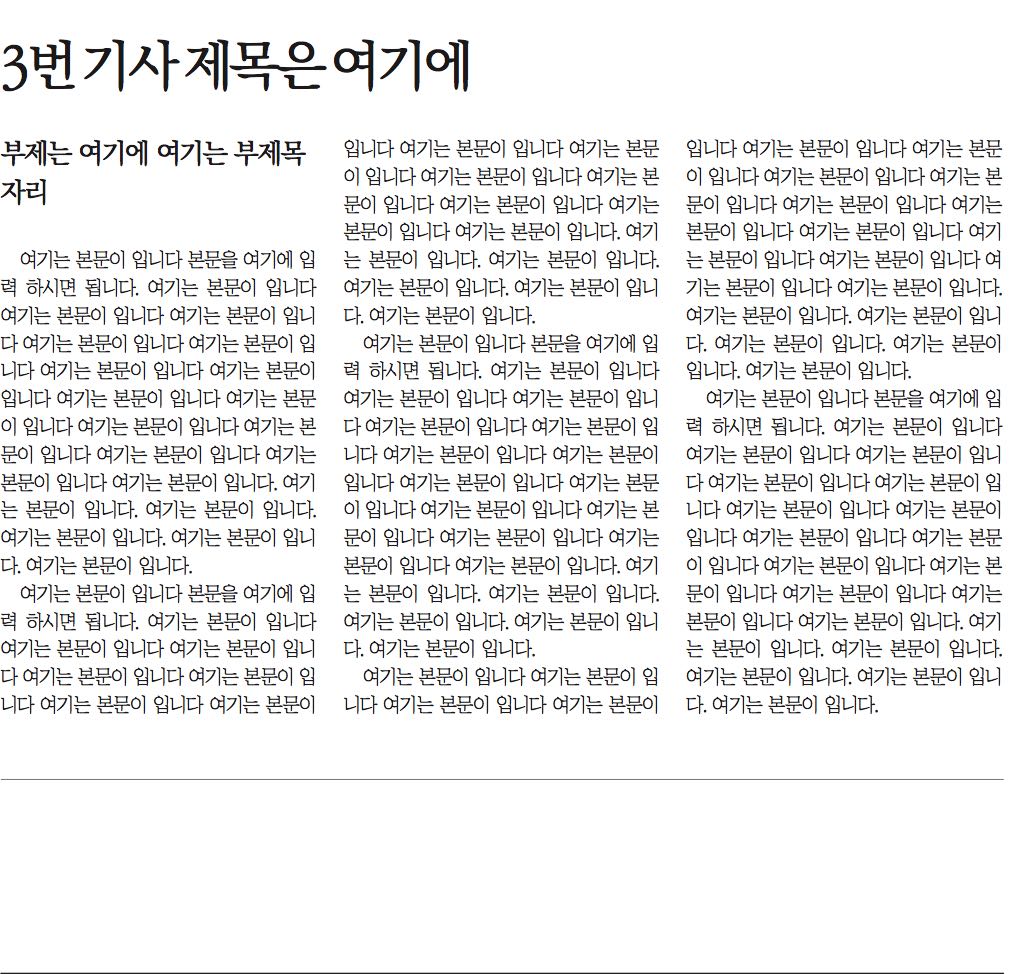 3번 기사 제목은 여기에
부제는 여기에 여기는 부제목
자리
여기는 본문이 입니다 본문을 여기에 입
력 하시면 됩니다. 여기는 본문이 입니다
여기는 본문이 입니다 여기는 본문이 입니
다 여기는 본문이 입니다 여기는 본문이 입
니다 여기는 본문이 입니다 여기는 본문이
입니다 여기는 본문이 입니다 여기는 본문
이 입니다 여기는 본문이 입니다 여기는 본
문이 입니다 여기는 본문이 입니다 여기는
본문이 입니다 여기는 본문이 입니다. 여기
는 본문이 입니다. 여기는 본문이 입니다.
여기는 본문이 입니다. 여기는 본문이 입니
다. 여기는 본문이 입니다.
여기는 본문이 입니다 본문을 여기에 입
력 하시면 됩니다. 여기는 본문이 입니다
여기는 본문이 입니다 여기는 본문이 입니
다 여기는 본문이 입니다 여기는 본문이 입
니다 여기는 본문이 입니다 여기는 본문이
입니다 여기는 본문이 입니다 여기는 본문
이 입니다 여기는 본문이 입니다 여기는 본
문이 입니다 여기는 본문이 입니다 여기는
본문이 입니다 여기는 본문이 입니다. 여기
는 본문이 입니다. 여기는 본문이 입니다.
여기는 본문이 입니다. 여기는 본문이 입니
다. 여기는 본문이 입니다.
여기는 본문이 입니다 본문을 여기에 입
력 하시면 됩니다. 여기는 본문이 입니다
여기는 본문이 입니다 여기는 본문이 입니
다 여기는 본문이 입니다 여기는 본문이 입
니다 여기는 본문이 입니다 여기는 본문이
입니다 여기는 본문이 입니다 여기는 본문
이 입니다 여기는 본문이 입니다 여기는 본
문이 입니다 여기는 본문이 입니다 여기는
본문이 입니다 여기는 본문이 입니다. 여기
는 본문이 입니다. 여기는 본문이 입니다.
여기는 본문이 입니다. 여기는 본문이 입니
다. 여기는 본문이 입니다.
여기는 본문이 입니다 여기는 본문이 입
니다 여기는 본문이 입니다 여기는 본문이
입니다 여기는 본문이 입니다 여기는 본문
이 입니다 여기는 본문이 입니다 여기는 본
문이 입니다 여기는 본문이 입니다 여기는
본문이 입니다 여기는 본문이 입니다 여기
는 본문이 입니다 여기는 본문이 입니다 여
기는 본문이 입니다 여기는 본문이 입니다.
여기는 본문이 입니다. 여기는 본문이 입니
다. 여기는 본문이 입니다. 여기는 본문이
입니다. 여기는 본문이 입니다.
여기는 본문이 입니다 본문을 여기에 입
력 하시면 됩니다. 여기는 본문이 입니다
여기는 본문이 입니다 여기는 본문이 입니
다 여기는 본문이 입니다 여기는 본문이 입
니다 여기는 본문이 입니다 여기는 본문이
입니다 여기는 본문이 입니다 여기는 본문
이 입니다 여기는 본문이 입니다 여기는 본
문이 입니다 여기는 본문이 입니다 여기는
본문이 입니다 여기는 본문이 입니다. 여기
는 본문이 입니다. 여기는 본문이 입니다.
여기는 본문이 입니다. 여기는 본문이 입니
다. 여기는 본문이 입니다.